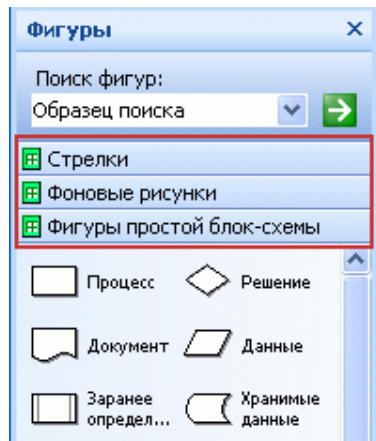 Фигуры
Поиск фигур:
Образец поиска
Стрелки
Фоновые рисунки
Фигуры простой блок-схемы
Процесс
Решение
Документ
Данные
Заранее
определ...
Хранимые
данные